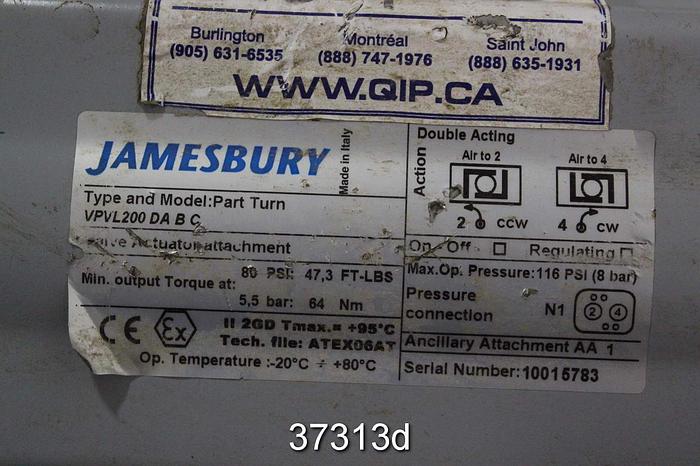 Burlington Montréal Saint John
(905) 631-6535 (888) 747-1976 (888) 635-1931
WWW.QIP.CA
JAMESBURY
Made in Italy
Type and Model:Part Turn
VPVL200 DA B C
Valve Actuator attachment
Min. output Torque at:
80 PSI: 47,3 FT-LBS
5,5 bar: 64 Nm
CE Ex
II 2GD Tmax.= +95°C
Tech. file: ATEX06AT
Op. Temperature :-20°C ÷ +80°C
Action
Double Acting
Air to 2 Air to 4
2 CCW 4 CW
On - Off Regulating
Max.Op. Pressure:116 PSI (8 bar)
Pressure
connection N1 2 4
Ancillary Attachment AA 1
Serial Number:10015783
37313d